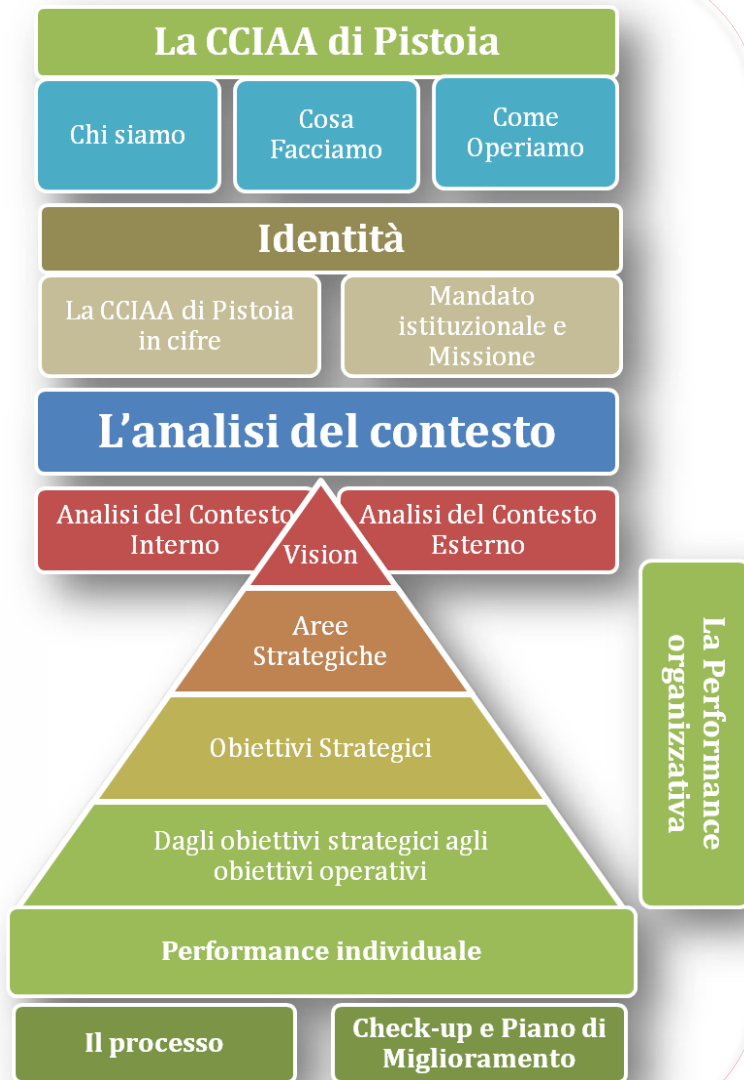 La CCIAA di Pistoia
Chi siamo
Cosa
Facciamo
Come
Operiamo
Identità
La CCIAA di Pistoia
in cifre
Mandato
istituzionale e
Missione
L’analisi del contesto
Analisi del Contesto
Interno
Analisi del Contesto
Esterno
Vision
Aree
Strategiche
Obiettivi Strategici
Dagli obiettivi strategici agli
obiettivi operativi
La Performance
organizzativa
Performance individuale
Il processo
Check-up e Piano di
Miglioramento